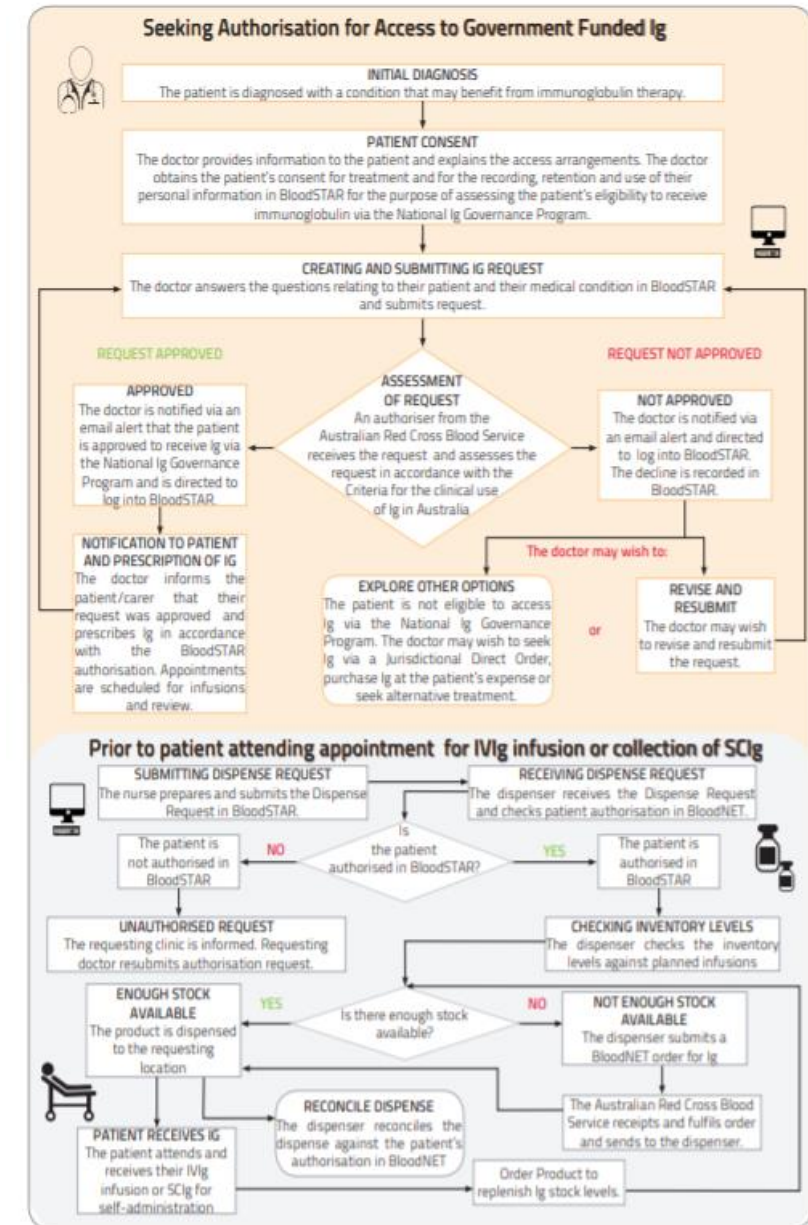 Seeking Authorisation for Access to Government Funded Ig
INITIAL DIAGNOSIS
The patient is diagnosed with a condition that may benefit from immunoglobulin therapy.
PATIENT CONSENT
The doctor provides information to the patient and explains the access arrangements. The doctor
obtains the patient's consent for treatment and for the recording, retention and use of their
personal information in BloodSTAR for the purpose of assessing the patient's eligibility to receive
immunoglobulin via the National Ig Governance Program.
CREATING AND SUBMITTING IG REQUEST
The doctor answers the questions relating to their patient and their medical condition in BloodSTAR
and submits request.
REQUEST APPROVED
APPROVED
The doctor is notified via an
email alert that the patient
is approved to receive Ig via
the National Ig Governance
Program and is directed to
log into BloodSTAR.
ASSESSMENT
OF REQUEST
An authoriser from the
Australian Red Cross Blood Service
receives the request and assesses the
request in accordance with the
Criteria for the clinical use
of Ig in Australia
REQUEST NOT APPROVED
NOT APPROVED
The doctor is notified via
an email alert and directed
to log into BloodSTAR.
The decline is recorded in
BloodSTAR.
NOTIFICATION TO PATIENT
AND PRESCRIPTION OF IG
The doctor informs the
patient/carer that their
request was approved and
prescribes Ig in accordance
with the BloodSTAR
authorisation. Appointments
are scheduled for infusions
and review.
The doctor may wish to:
EXPLORE OTHER OPTIONS
The patient is not eligible to access
Ig via the National Ig Governance
Program. The doctor may wish to seek
Ig via a Jurisdictional Direct Order,
purchase Ig at the patient's expense or
seek alternative treatment.
or
REVISE AND
RESUBMIT
The doctor may wish
to revise and resubmit
the request.
Prior to patient attending appointment for IVIg infusion or collection of SCIg
SUBMITTING DISPENSE REQUEST
The nurse prepares and submits the Dispense
Request in BloodSTAR.
RECEIVING DISPENSE REQUEST
The dispenser receives the Dispense Request
and checks patient authorisation in BloodNET.
Is
the patient
authorised in BloodSTAR?
NO
The patient is
not authorised in
BloodSTAR
YES
The patient is
authorised in
BloodSTAR
UNAUTHORISED REQUEST
The requesting clinic is informed. Requesting
doctor resubmits authorisation request.
CHECKING INVENTORY LEVELS
The dispenser checks the inventory
levels against planned infusions
ENOUGH STOCK
AVAILABLE
The product is dispensed
to the requesting
location
YES
Is there enough stock
available?
NO
NOT ENOUGH STOCK
AVAILABLE
The dispenser submits a
BloodNET order for Ig
RECONCILE DISPENSE
The dispenser reconciles the
dispense against the patient's
authorisation in BloodNET
The Australian Red Cross Blood
Service receipts and fulfils order
and sends to the dispenser.
PATIENT RECEIVES IG
The patient attends and
receives their IVIg
infusion or SCIg for
self-administration
Order Product to
replenish Ig stock levels.